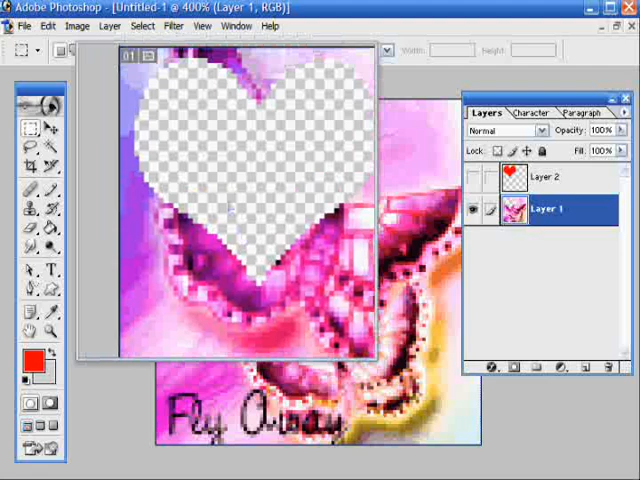 Adobe Photoshop - [Untitled-1 @ 400% (Layer 1, RGB)]
File Edit Image Layer Select Filter View Window Help
Width: Height:
01
Layers Character Paragraph
Normal Opacity: 100%
Lock: Fill: 100%
Layer 2
Layer 1
T
Fly Away